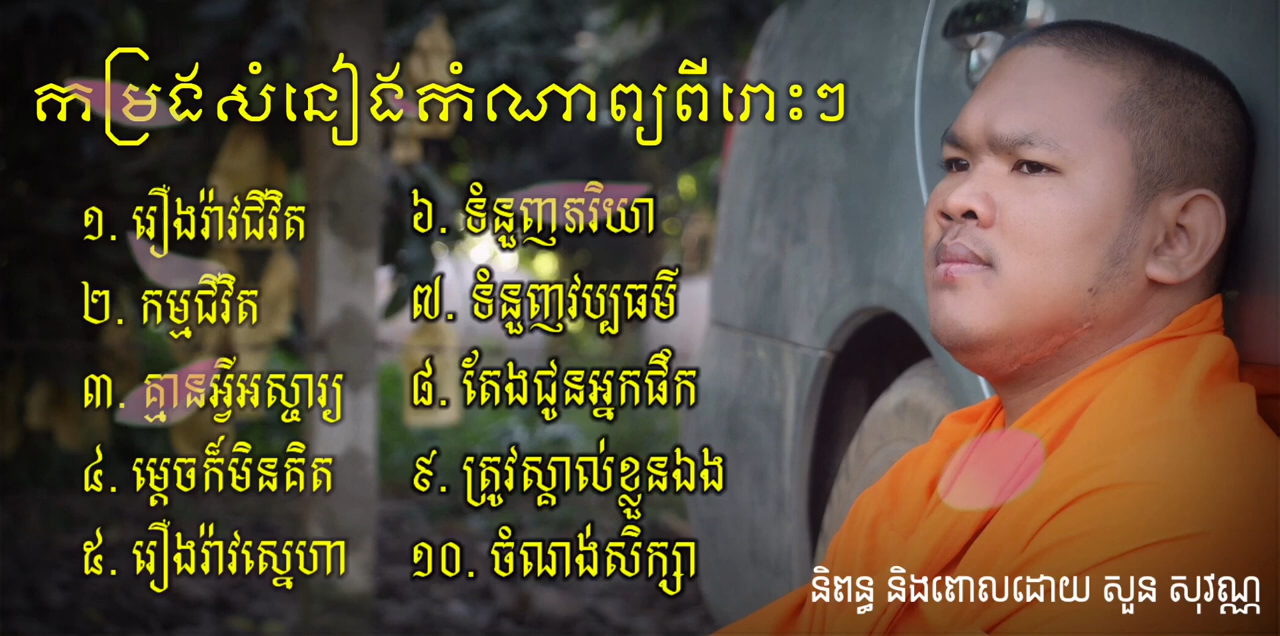 កម្រងសំនៀងកំណាព្យពីរោះៗ
១. រឿងរ៉ាវជីវិត
២. កម្មជីវិត
៣. គ្មានអ្វីអស្ចារ្យ
៤. ម្ដេចក៏មិនគិត
៥. រឿងរ៉ាវស្នេហា
៦. ទំនួញភរិយា
៧. ទំនួញវប្បធម៌
៨. តែងជូនអ្នកផឹក
៩. ត្រូវស្គាល់ខ្លួនឯង
១០. ចំណង់សិក្សា
និពន្ធ និងពោលដោយ សួន សុវណ្ណ